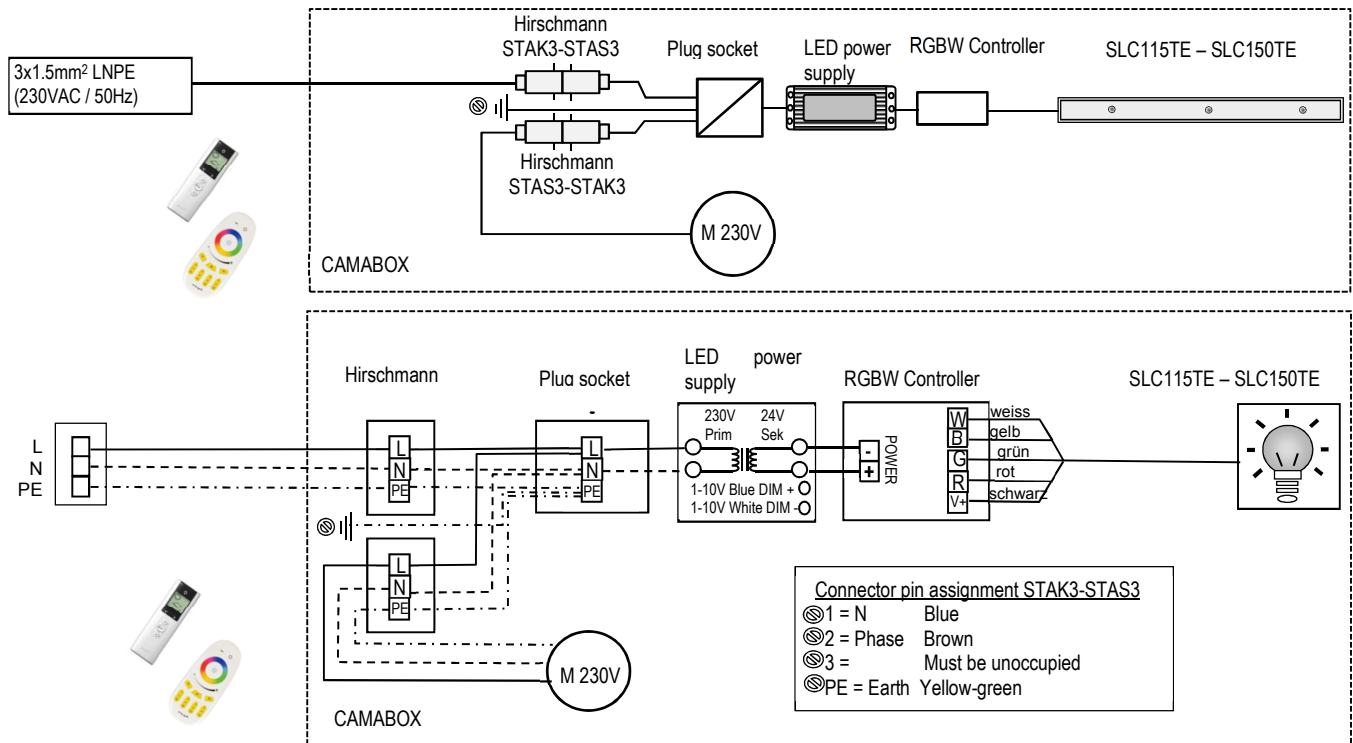 Hirschmann
STAK3-STAS3
Plug socket
LED power
supply
RGBW Controller
SLC115TE – SLC150TE
3x1.5mm² LNPE
(230VAC / 50Hz)
Hirschmann
STAS3-STAK3
M 230V
CAMABOX
Hirschmann
Plug socket
-
LED power
supply
RGBW Controller
SLC115TE – SLC150TE
L
N
PE
L
N
PE
L
N
PE
230V 24V
Prim Sek
1-10V Blue DIM +
1-10V White DIM -
-
+
POWER
W weiss
B gelb
G grün
R rot
V+ schwarz
L
N
PE
M 230V
Connector pin assignment STAK3-STAS3
1 = N Blue
2 = Phase Brown
3 = Must be unoccupied
PE = Earth Yellow-green
CAMABOX